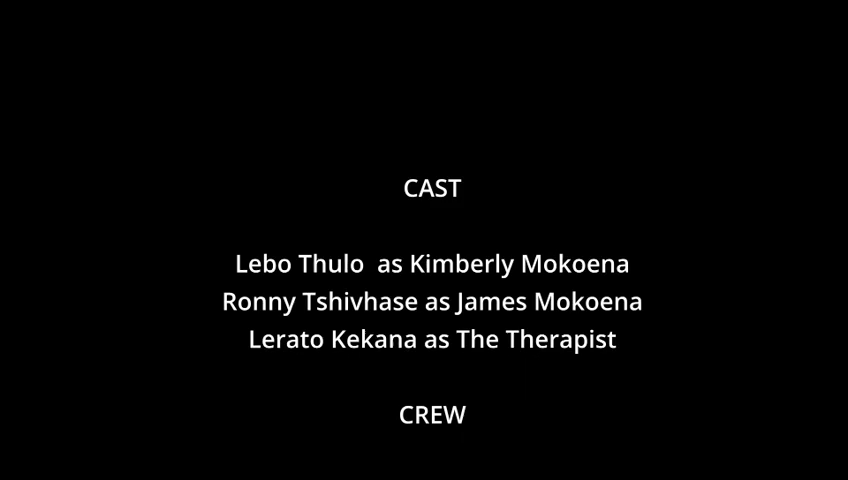 CAST
Lebo Thulo  as Kimberly Mokoena
Ronny Tshivhase as James Mokoena
Lerato Kekana as The Therapist
CREW